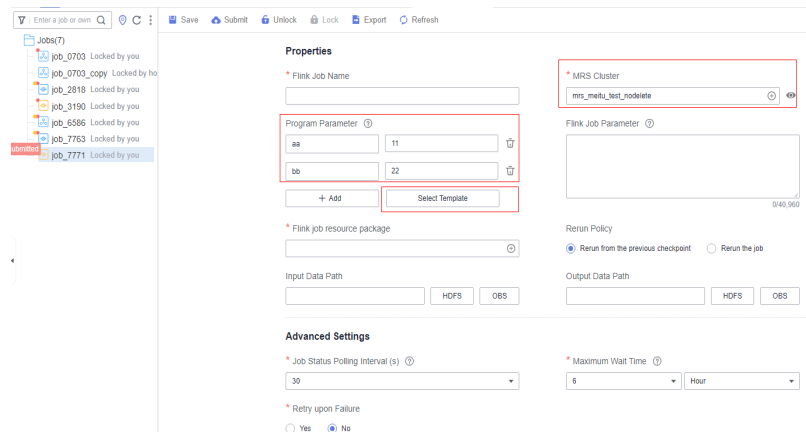 Enter a job or own
Save Submit Unlock Lock Export Refresh
Jobs(7)
job_0703 Locked by you
job_0703_copy Locked by ho
job_2818 Locked by you
job_3190 Locked by you
job_6586 Locked by you
job_7763 Locked by you
ubmitted
job_7771 Locked by you
Properties
* Flink Job Name
* MRS Cluster
mrs_meitu_test_nodelete
Program Parameter
Flink Job Parameter
aa 11
bb 22
+ Add Select Template
0/40,960
* Flink job resource package
Rerun Policy
Rerun from the previous checkpoint Rerun the job
Input Data Path
Output Data Path
HDFS OBS
HDFS OBS
Advanced Settings
* Job Status Polling Interval (s)
* Maximum Wait Time
30
6 Hour
* Retry upon Failure
Yes No